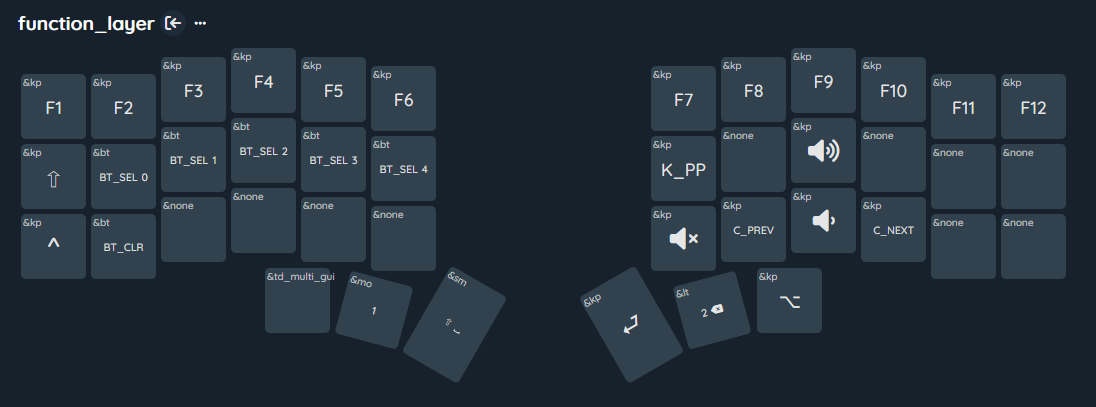 function_layer ...
&kp F1 &kp F2 &kp F3 &kp F4 &kp F5 &kp F6 &kp F7 &kp F8 &kp F9 &kp F10 &kp F11 &kp F12
&kp ⇧ &bt BT_SEL 0 &bt BT_SEL 1 &bt BT_SEL 2 &bt BT_SEL 3 &bt BT_SEL 4 &kp K_PP &none &kp &none &none &none
&kp ^ &bt BT_CLR &none &none &none &none &kp &kp C_PREV &kp &kp C_NEXT &none &none
&td_multi_gui &mo 1 &sm ⇧ ⎵ &kp ⏎ &lt 2 ⌫ &kp ⌥